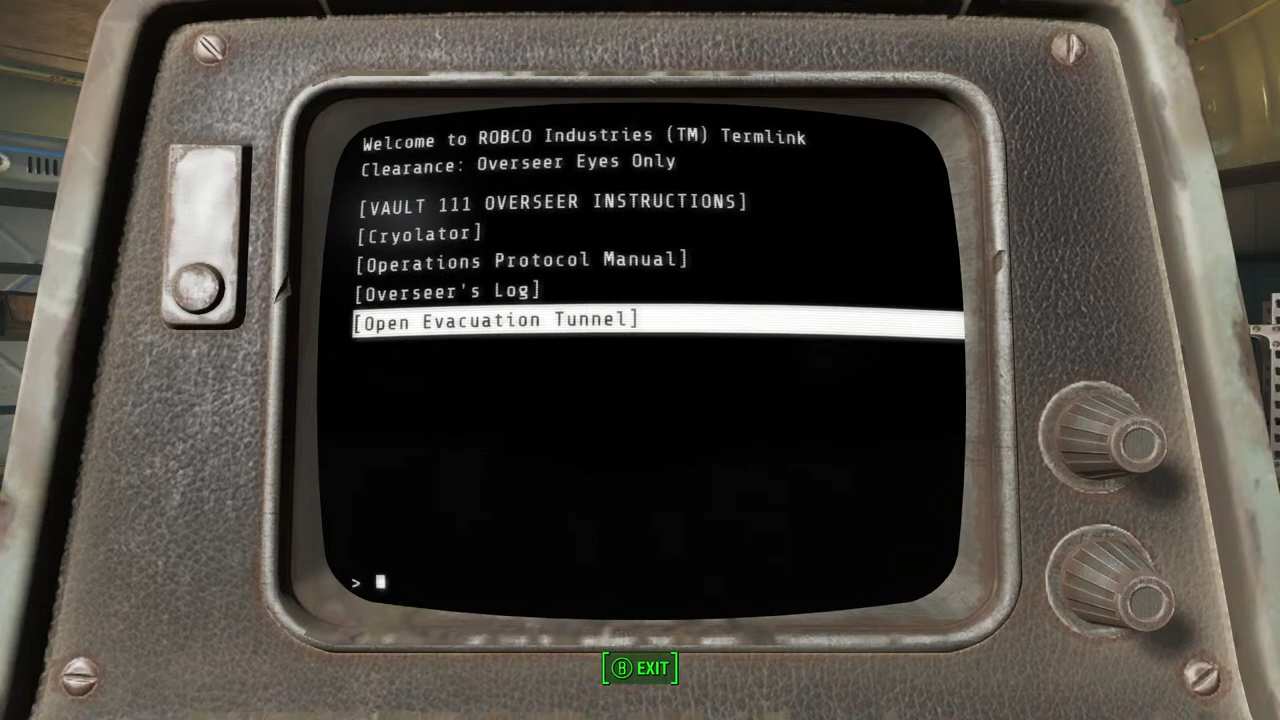 Welcome to ROBCO Industries (TM) Termlink
Clearance: Overseer Eyes Only
[VAULT 111 OVERSEER INSTRUCTIONS]
[Cryolator]
[Operations Protocol Manual]
[Overseer's Log]
[Open Evacuation Tunnel]
>
[Ⓑ EXIT]